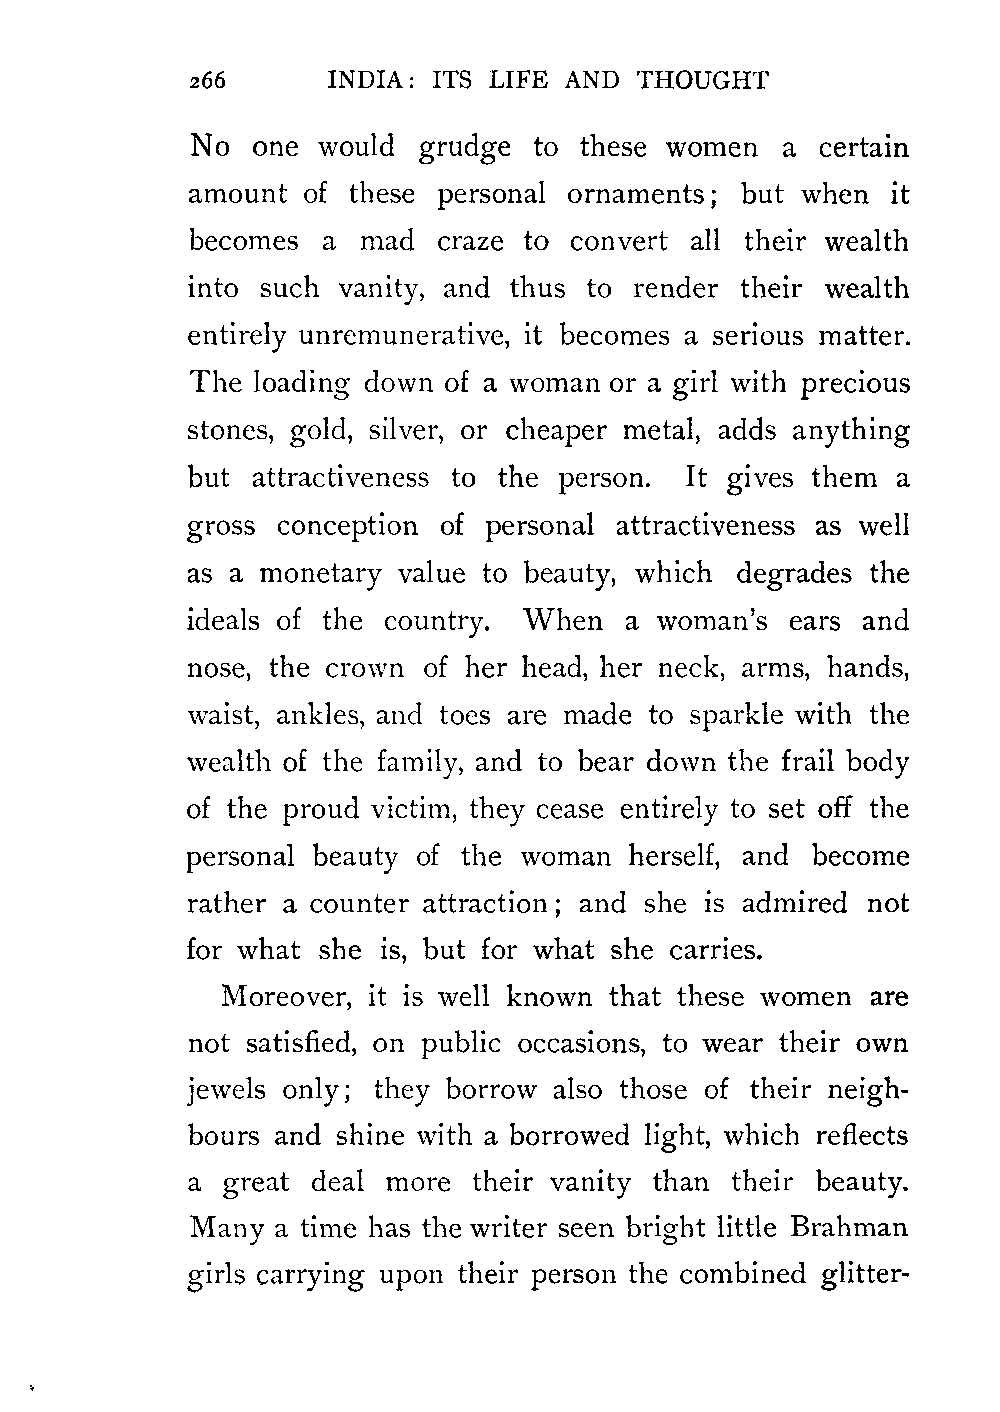 266 INDIA: ITS LIFE AND THOUGHT
No one would grudge to these women a certain
amount of these personal ornaments; but when it
becomes a mad craze to convert all their wealth
into such vanity, and thus to render their wealth
entirely unremunerative, it becomes a serious matter.
The loading down of a woman or a girl with precious
stones, gold, silver, or cheaper metal, adds anything
but attractiveness to the person. It gives them a
gross conception of personal attractiveness as well
as a monetary value to beauty, which degrades the
ideals of the country. When a woman's ears and
nose, the crown of her head, her neck, arms, hands,
waist, ankles, and toes are made to sparkle with the
wealth of the family, and to bear down the frail body
of the proud victim, they cease entirely to set off the
personal beauty of the woman herself, and become
rather a counter attraction; and she is admired not
for what she is, but for what she carries.
Moreover, it is well known that these women are
not satisfied, on public occasions, to wear their own
jewels only; they borrow also those of their neigh-
bours and shine with a borrowed light, which reflects
a great deal more their vanity than their beauty.
Many a time has the writer seen bright little Brahman
girls carrying upon their person the combined glitter-